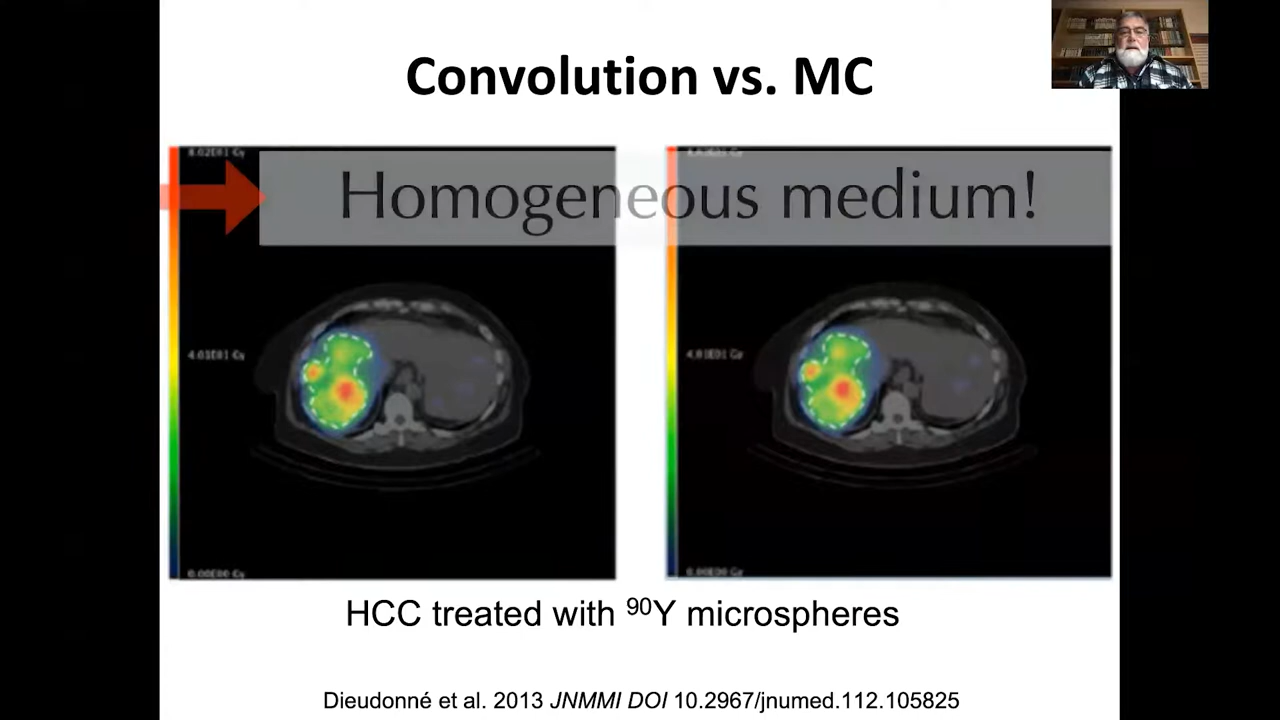 Convolution vs. MC
Homogeneous medium!
HCC treated with ⁹⁰Y microspheres
Dieudonné et al. 2013 JNMMI DOI 10.2967/jnumed.112.105825